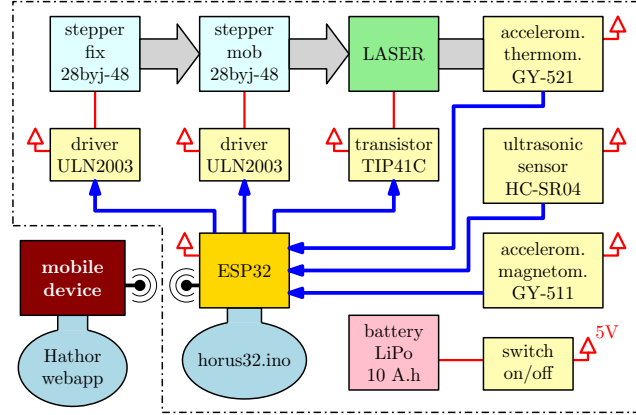 stepper
fix
28byj-48
stepper
mob
28byj-48
LASER
accelerom.
thermom.
GY-521
driver
ULN2003
driver
ULN2003
transistor
TIP41C
ultrasonic
sensor
HC-SR04
mobile
device
ESP32
accelerom.
magnetom.
GY-511
Hathor
webapp
horus32.ino
battery
LiPo
10 A.h
switch
on/off
5V